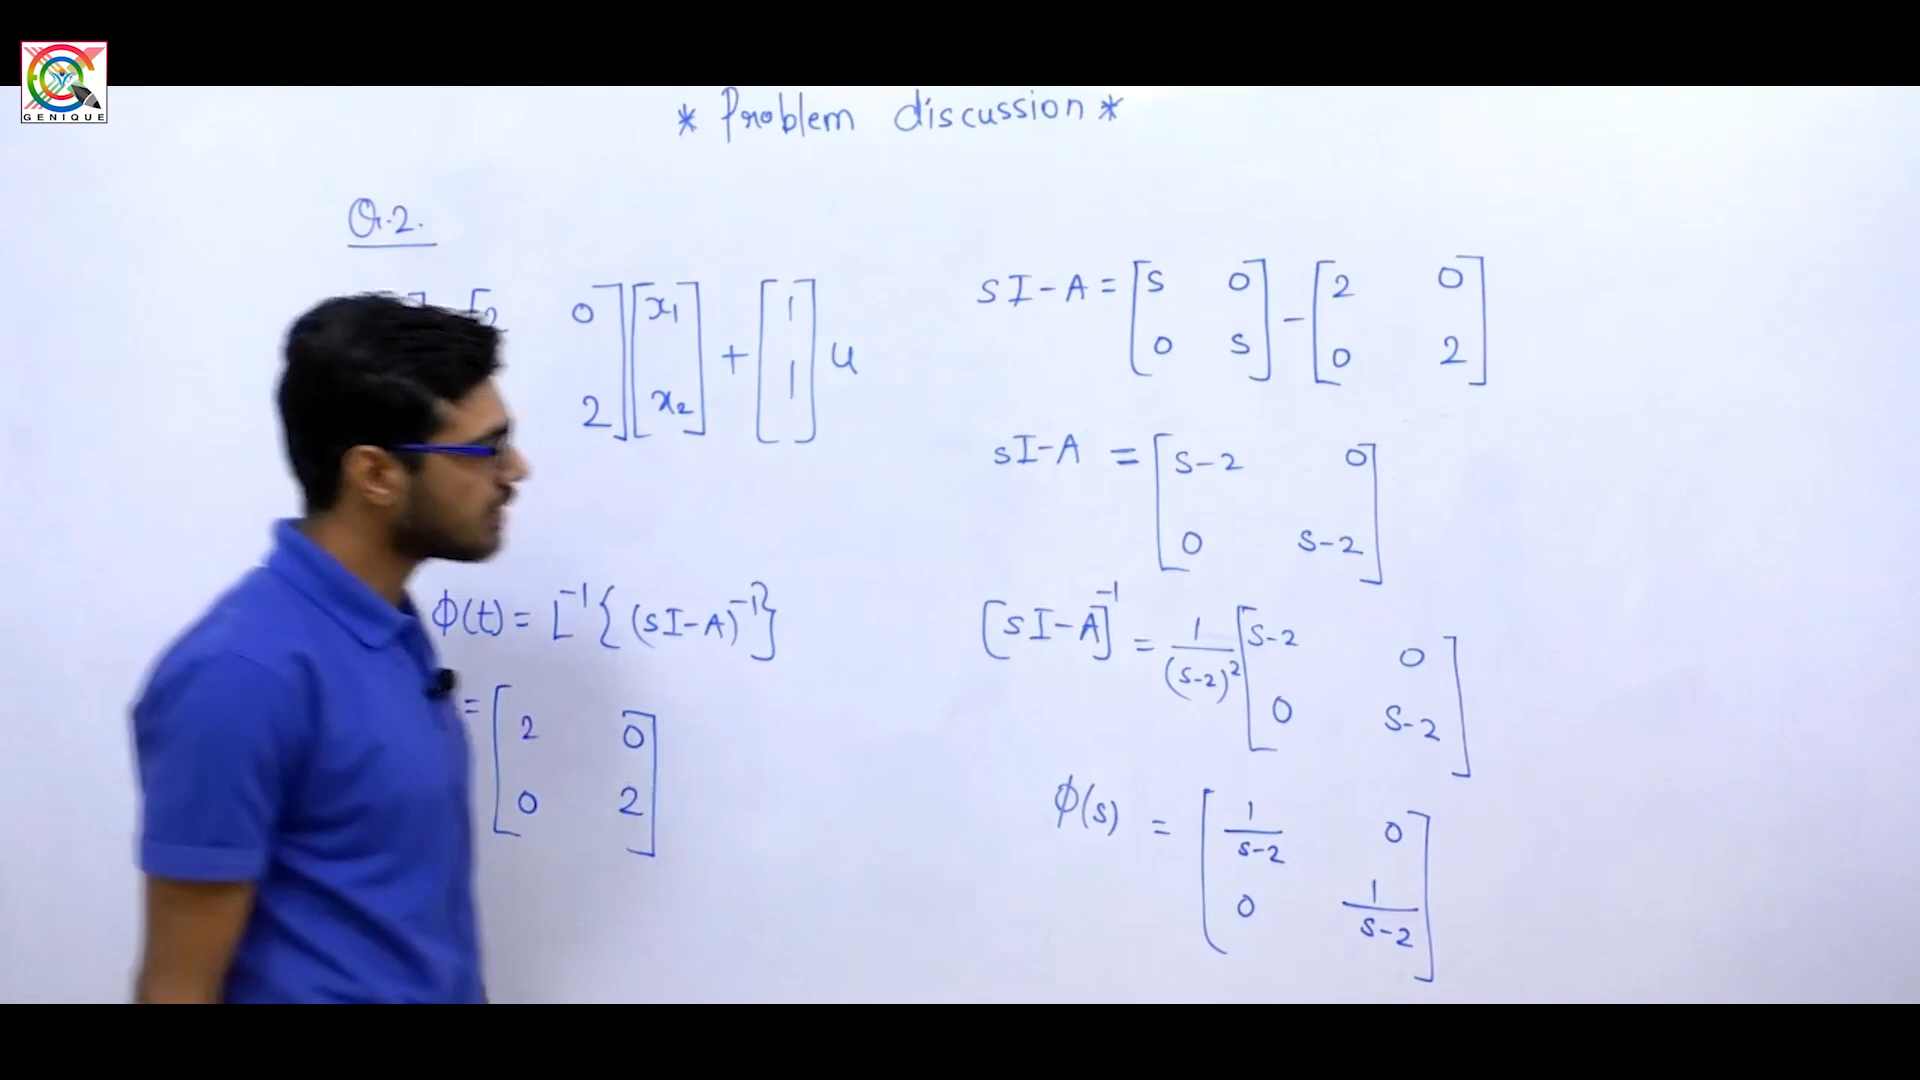 GENIQUE
* Problem discussion *
Q.2.
2 0 x1 1
+ u
2 x2 1
sI-A = [s 0] - [2 0]
[0 s] [0 2]
sI-A = [s-2 0]
[0 s-2]
ϕ(t) = L⁻¹{(sI-A)⁻¹}
= [2 0]
[0 2]
[sI-A]⁻¹ = 1/(s-2)² [s-2 0]
[0 s-2]
ϕ(s) = [1/(s-2) 0]
[0 1/(s-2)]